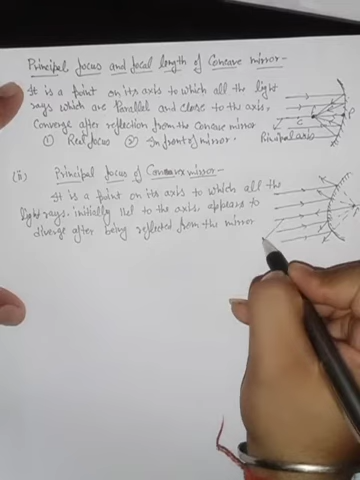 Principal focus and focal length of Concave mirror-
It is a point on its axis to which all the light
rays which are Parallel and close to the axis,
Converge after reflection from the Concave mirror
① Real focus ② In front of mirror.
C P
Principal axis
(ii) Principal focus of Convex mirror-
It is a point on its axis to which all the
light rays, initially llel to the axis, appears to
diverge after being reflected from the mirror